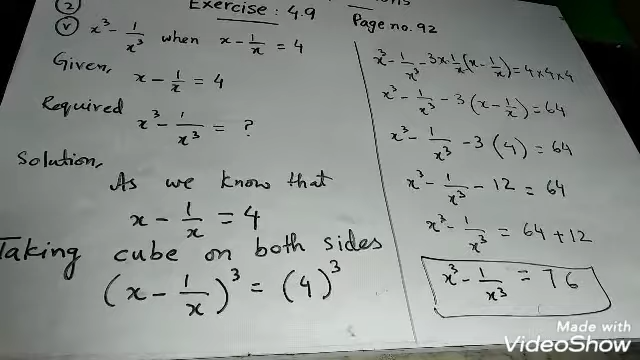 Exercise: 4.9
Page no. 92
(2)
(v) x³ - 1/x³ when x - 1/x = 4
Given,
x - 1/x = 4
Required
x³ - 1/x³ = ?
Solution,
As we know that
x - 1/x = 4
Taking cube on both sides
(x - 1/x)³ = (4)³
x³ - 1/x³ - 3x·1/x(x - 1/x) = 4×4×4
x³ - 1/x³ - 3(x - 1/x) = 64
x³ - 1/x³ - 3(4) = 64
x³ - 1/x³ - 12 = 64
x³ - 1/x³ = 64 + 12
x³ - 1/x³ = 76
Made with
VideoShow